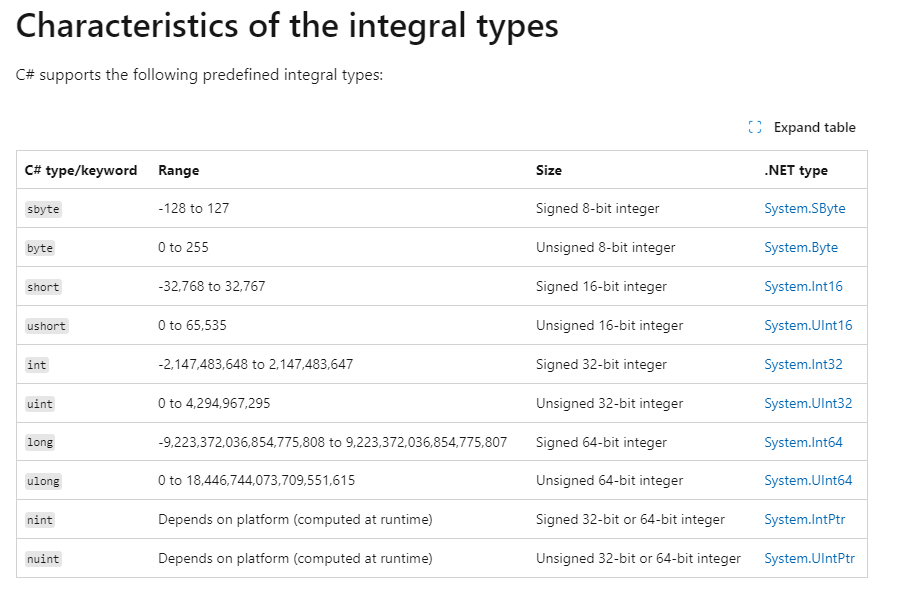 Characteristics of the integral types
C# supports the following predefined integral types:
Expand table
C# type/keyword Range Size .NET type
sbyte -128 to 127 Signed 8-bit integer System.SByte
byte 0 to 255 Unsigned 8-bit integer System.Byte
short -32,768 to 32,767 Signed 16-bit integer System.Int16
ushort 0 to 65,535 Unsigned 16-bit integer System.UInt16
int -2,147,483,648 to 2,147,483,647 Signed 32-bit integer System.Int32
uint 0 to 4,294,967,295 Unsigned 32-bit integer System.UInt32
long -9,223,372,036,854,775,808 to 9,223,372,036,854,775,807 Signed 64-bit integer System.Int64
ulong 0 to 18,446,744,073,709,551,615 Unsigned 64-bit integer System.UInt64
nint Depends on platform (computed at runtime) Signed 32-bit or 64-bit integer System.IntPtr
nuint Depends on platform (computed at runtime) Unsigned 32-bit or 64-bit integer System.UIntPtr